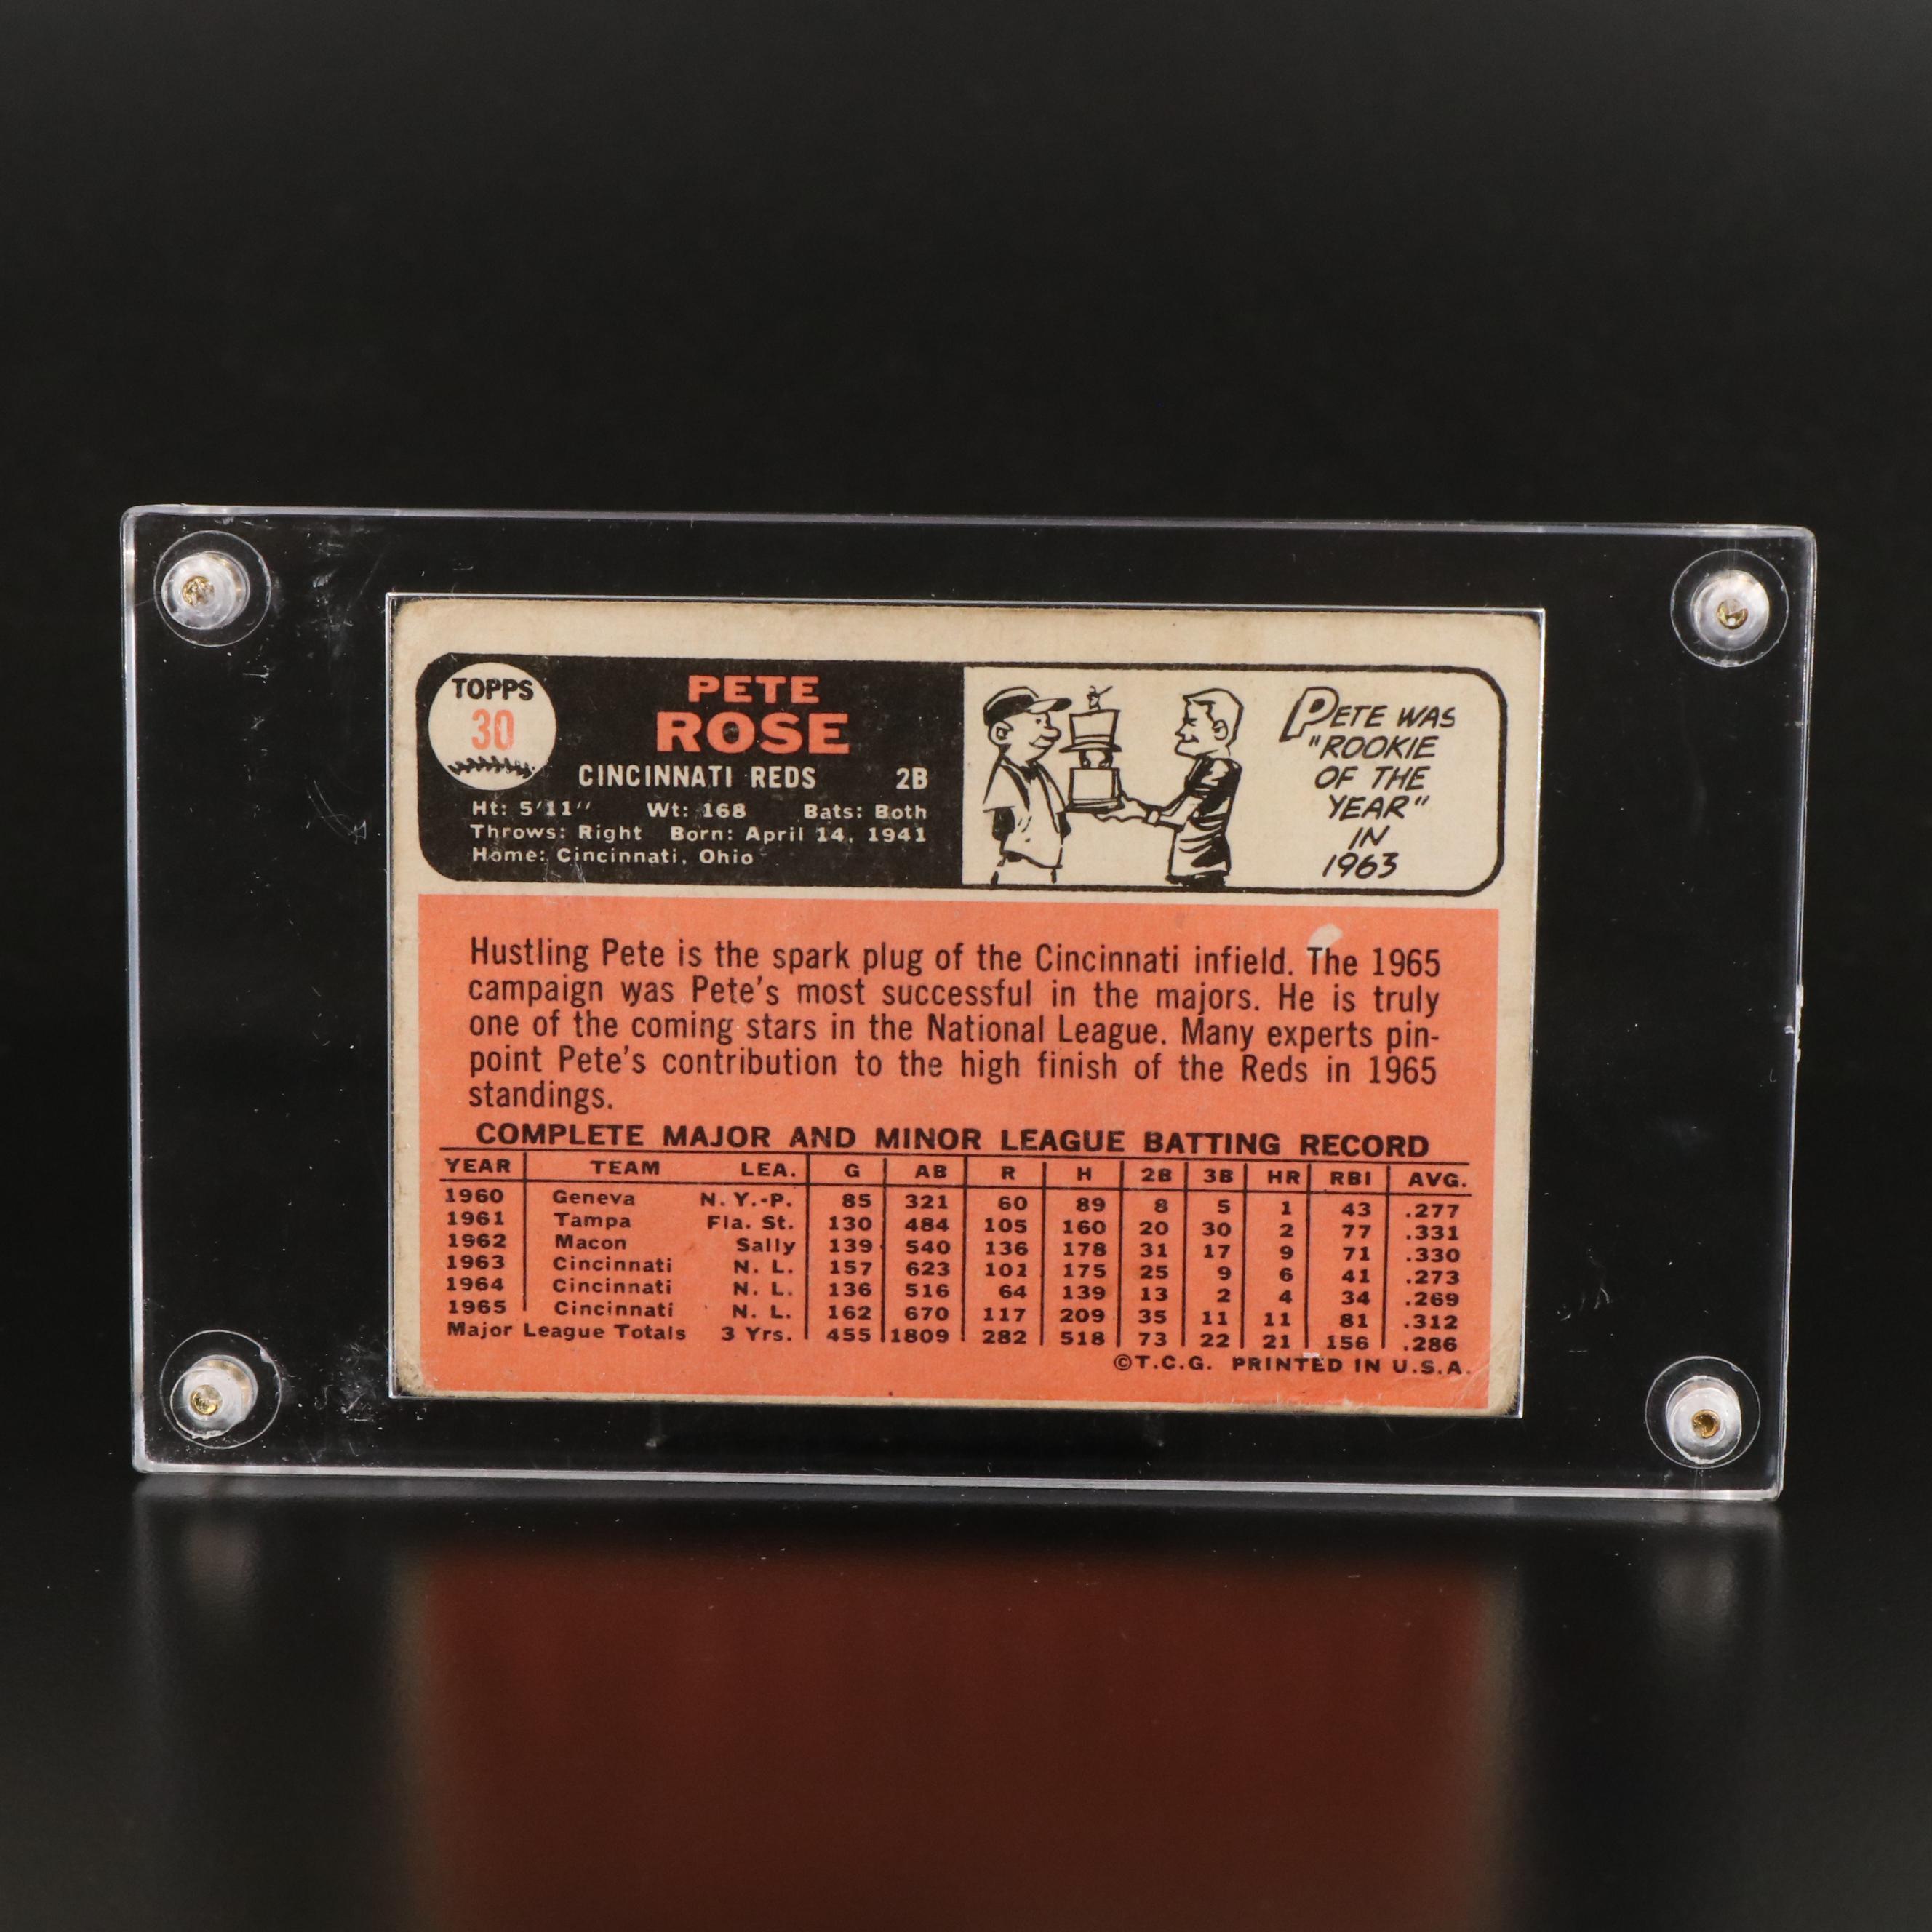 TOPPS
30
PETE
ROSE
CINCINNATI REDS 2B
Ht: 5'11" Wt: 168 Bats: Both
Throws: Right Born: April 14, 1941
Home: Cincinnati, Ohio
PETE WAS
"ROOKIE
OF THE
YEAR"
IN
1963
Hustling Pete is the spark plug of the Cincinnati infield. The 1965
campaign was Pete's most successful in the majors. He is truly
one of the coming stars in the National League. Many experts pin-
point Pete's contribution to the high finish of the Reds in 1965
standings.
COMPLETE MAJOR AND MINOR LEAGUE BATTING RECORD
YEAR TEAM LEA. G AB R H 2B 3B HR RBI AVG.
1960 Geneva N.Y.-P. 85 321 60 89 8 5 1 43 .277
1961 Tampa Fla. St. 130 484 105 160 20 30 2 77 .331
1962 Macon Sally 139 540 136 178 31 17 9 71 .330
1963 Cincinnati N. L. 157 623 101 175 25 9 6 41 .273
1964 Cincinnati N. L. 136 516 64 139 13 2 4 34 .269
1965 Cincinnati N. L. 162 670 117 209 35 11 11 81 .312
Major League Totals 3 Yrs. 455 1809 282 518 73 22 21 156 .286
©T.C.G. PRINTED IN U.S.A.